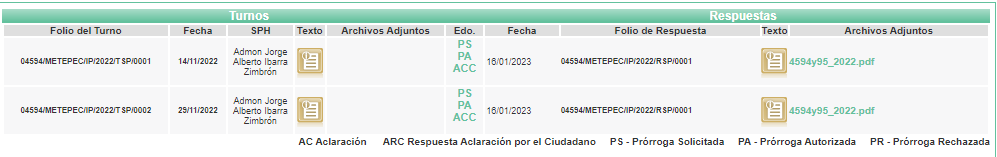 Turnos Respuestas
Folio del Turno Fecha SPH Texto Archivos Adjuntos Edo. Fecha Folio de Respuesta Texto Archivos Adjuntos
04594/METEPEC/IP/2022/TSP/0001 14/11/2022 Admon Jorge Alberto Ibarra Zimbrón PS PA ACC 16/01/2023 04594/METEPEC/IP/2022/RSP/0001 4594y95_2022.pdf
04594/METEPEC/IP/2022/TSP/0002 29/11/2022 Admon Jorge Alberto Ibarra Zimbrón PS PA ACC 16/01/2023 04594/METEPEC/IP/2022/RSP/0001 4594y95_2022.pdf
AC Aclaración ARC Respuesta Aclaración por el Ciudadano PS - Prórroga Solicitada PA - Prórroga Autorizada PR - Prórroga Rechazada